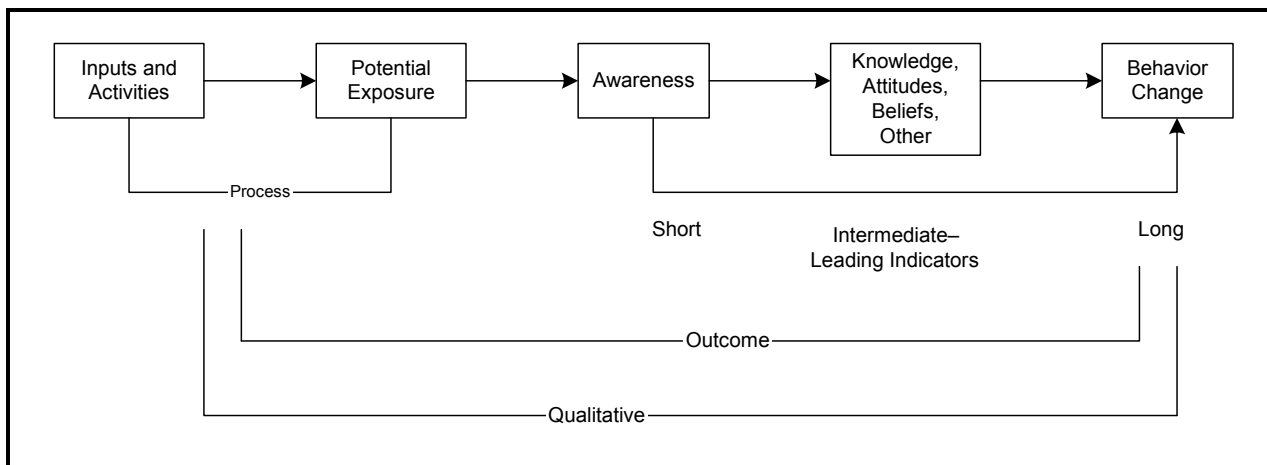 Inputs and
Activities
Potential
Exposure
Awareness
Knowledge,
Attitudes,
Beliefs,
Other
Behavior
Change
Process
Short
Intermediate–
Leading Indicators
Long
Outcome
Qualitative